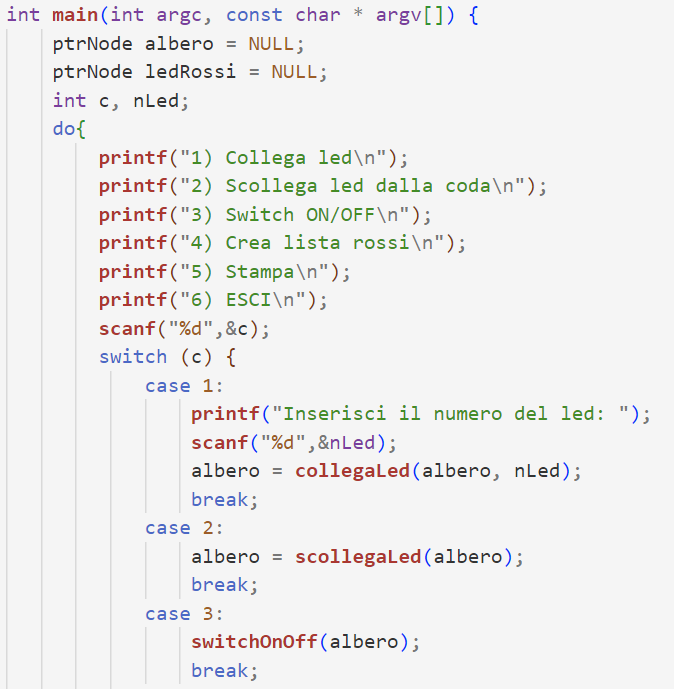 int main(int argc, const char * argv[]) {
ptrNode albero = NULL;
ptrNode ledRossi = NULL;
int c, nLed;
do{
printf("1) Collega led\n");
printf("2) Scollega led dalla coda\n");
printf("3) Switch ON/OFF\n");
printf("4) Crea lista rossi\n");
printf("5) Stampa\n");
printf("6) ESCI\n");
scanf("%d",&c);
switch (c) {
case 1:
printf("Inserisci il numero del led: ");
scanf("%d",&nLed);
albero = collegaLed(albero, nLed);
break;
case 2:
albero = scollegaLed(albero);
break;
case 3:
switchOnOff(albero);
break;